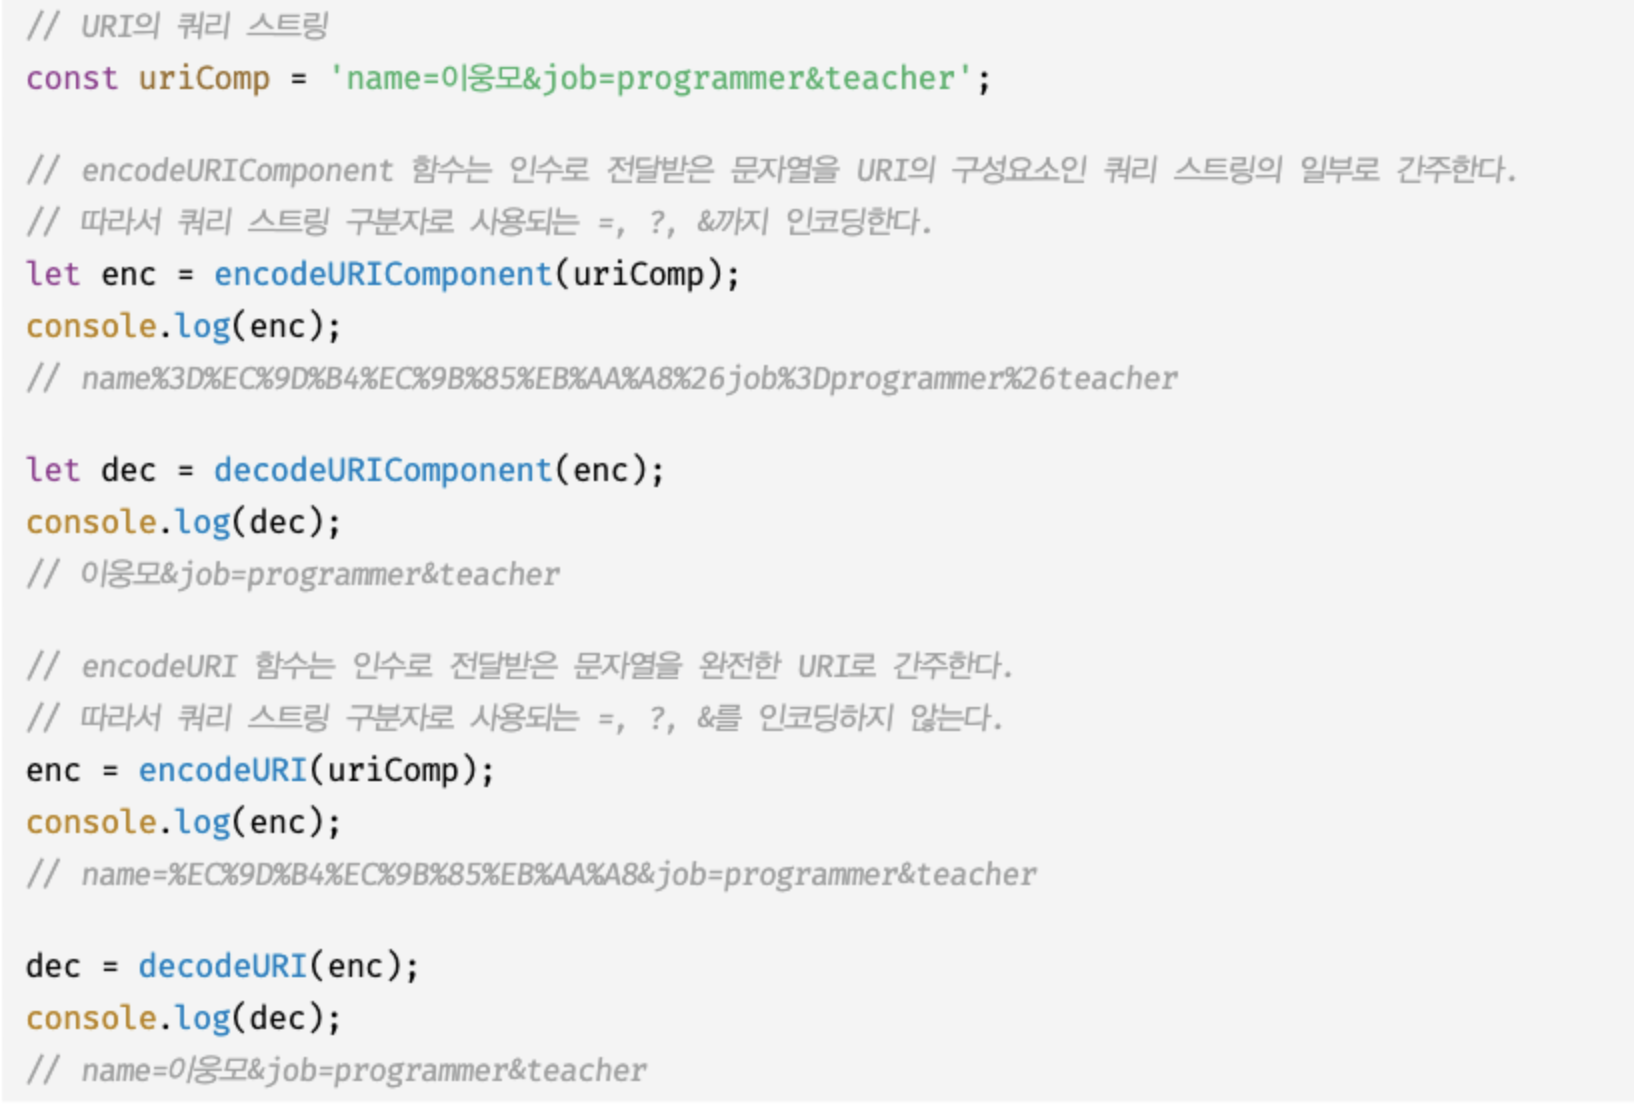 // URI의 쿼리 스트링
const uriComp = 'name=이웅모&job=programmer&teacher';
// encodeURIComponent 함수는 인수로 전달받은 문자열을 URI의 구성요소인 쿼리 스트링의 일부로 간주한다.
// 따라서 쿼리 스트링 구분자로 사용되는 =, ?, &까지 인코딩한다.
let enc = encodeURIComponent(uriComp);
console.log(enc);
// name%3D%EC%9D%B4%EC%9B%85%EB%AA%A8%26job%3Dprogrammer%26teacher
let dec = decodeURIComponent(enc);
console.log(dec);
// 이웅모&job=programmer&teacher
// encodeURI 함수는 인수로 전달받은 문자열을 완전한 URI로 간주한다.
// 따라서 쿼리 스트링 구분자로 사용되는 =, ?, &를 인코딩하지 않는다.
enc = encodeURI(uriComp);
console.log(enc);
// name=%EC%9D%B4%EC%9B%85%EB%AA%A8&job=programmer&teacher
dec = decodeURI(enc);
console.log(dec);
// name=이웅모&job=programmer&teacher